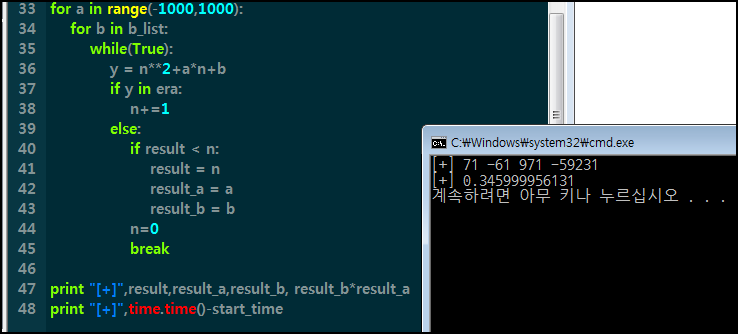 33 for a in range(-1000,1000):
34 for b in b_list:
35 while(True):
36 y = n**2+a*n+b
37 if y in era:
38 n+=1
39 else:
40 if result < n:
41 result = n
42 result_a = a
43 result_b = b
44 n=0
45 break
46
47 print "[+]",result,result_a,result_b, result_b*result_a
48 print "[+]",time.time()-start_time
C:₩Windows₩system32₩cmd.exe
[+] 71 -61 971 -59231
[+] 0.345999956131
계속하려면 아무 키나 누르십시오 . . .